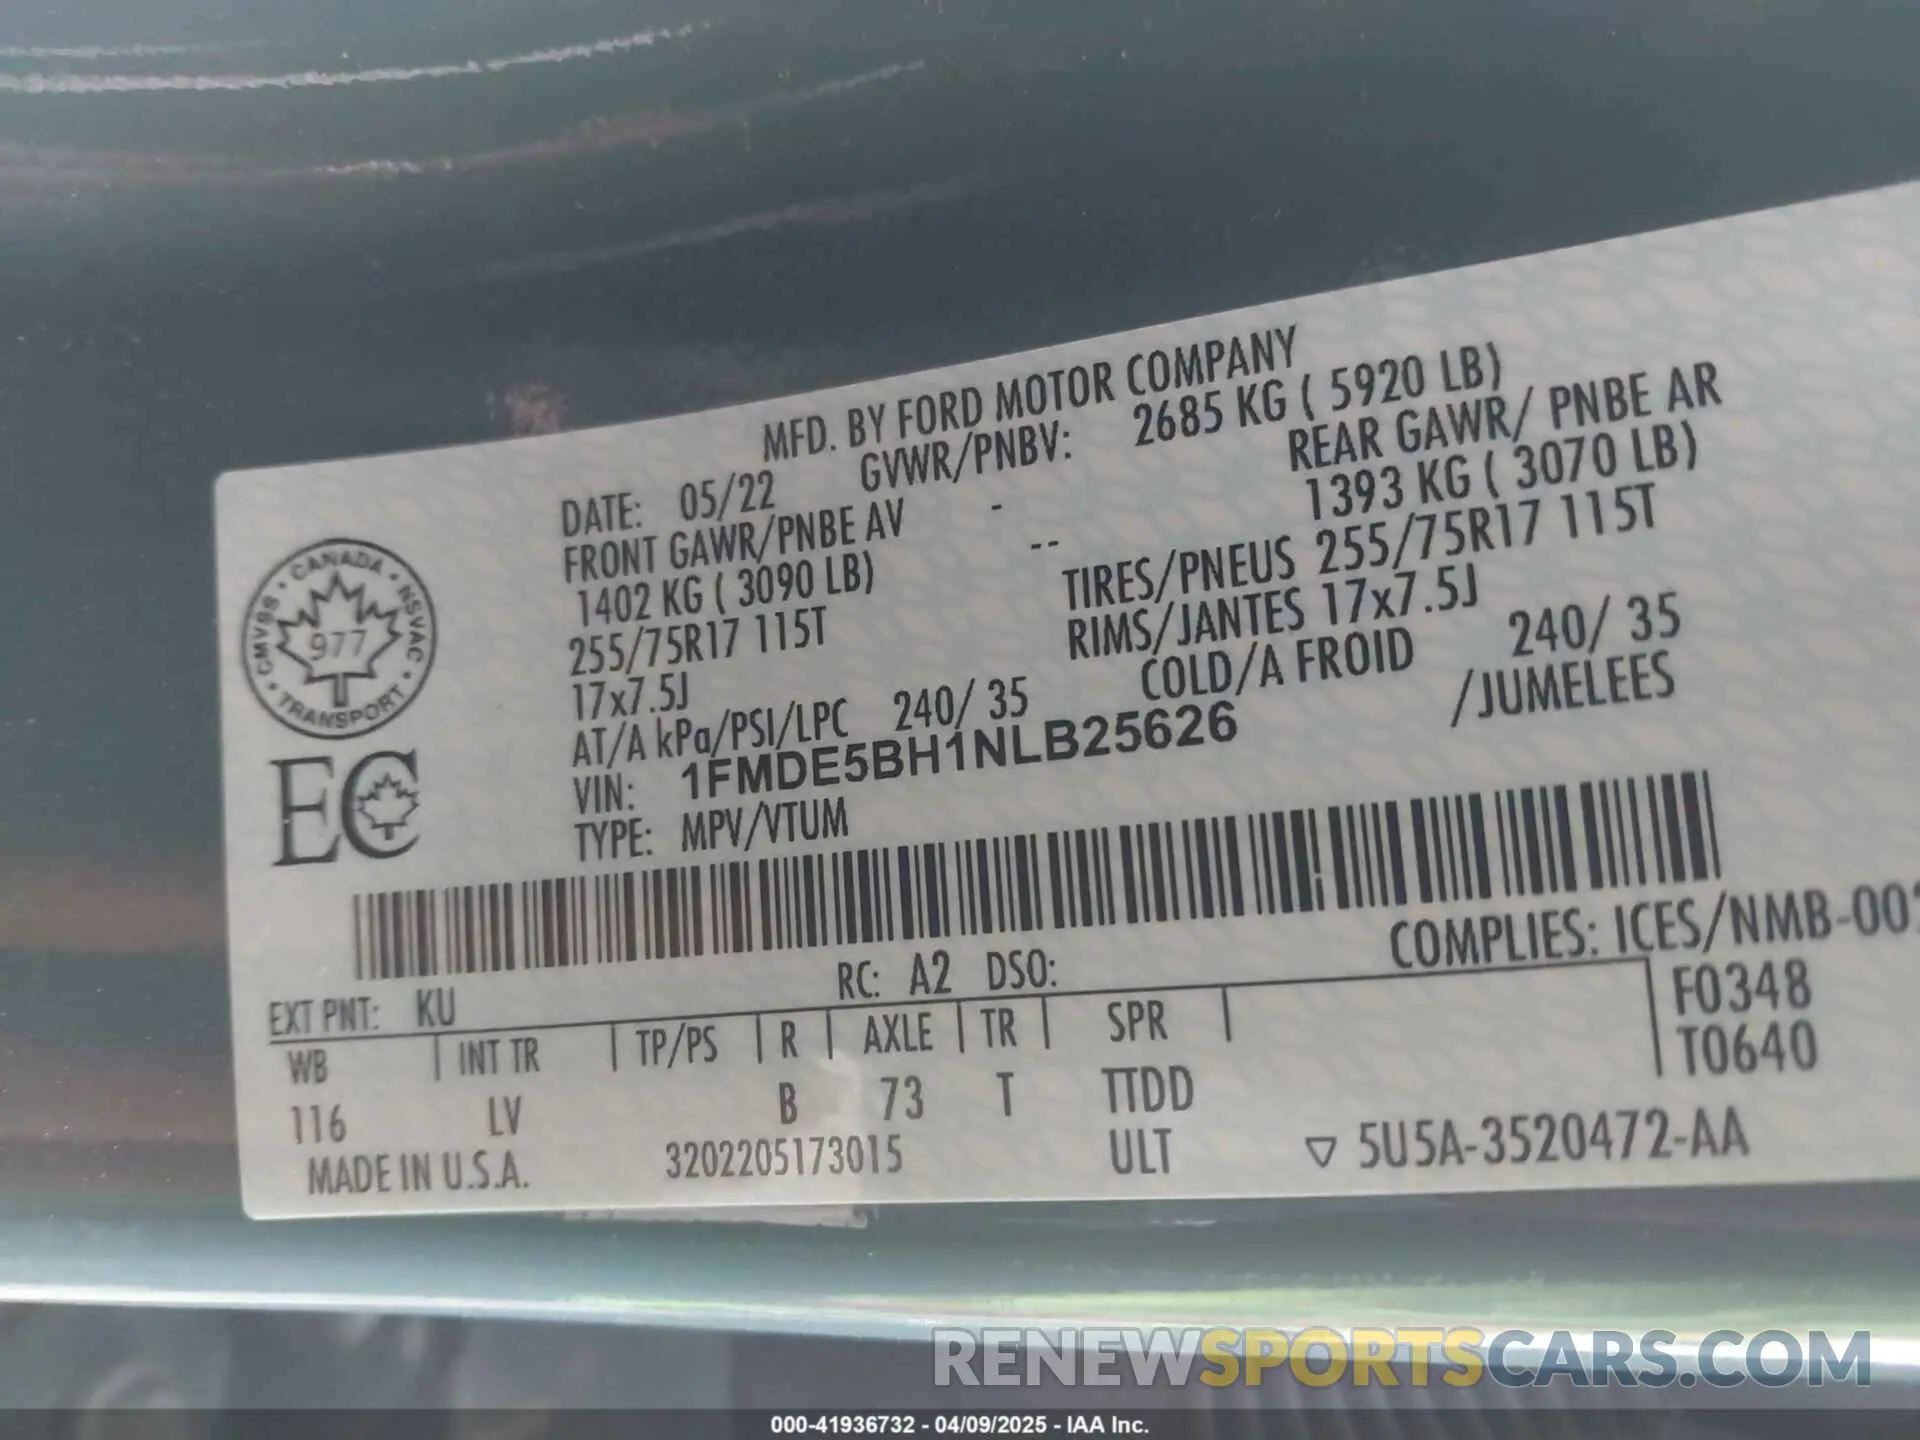 MFD. BY FORD MOTOR COMPANY
DATE: 05/22 GVWR/PNBV: 2685 KG ( 5920 LB)
FRONT GAWR/PNBE AV - REAR GAWR/ PNBE AR
1402 KG ( 3090 LB) -- 1393 KG ( 3070 LB)
255/75R17 115T TIRES/PNEUS 255/75R17 115T
17x7.5J RIMS/JANTES 17x7.5J
AT/A kPa/PSI/LPC 240/ 35 COLD/A FROID 240/ 35
VIN: 1FMDE5BH1NLB25626 /JUMELEES
TYPE: MPV/VTUM
CANADA · NSVAC · TRANSPORT · CMVSS ·
977
EC
COMPLIES: ICES/NMB-00
EXT PNT: KU RC: A2 DSO: F0348
WB INT TR TP/PS R AXLE TR SPR T0640
116 LV B 73 T TTDD
MADE IN U.S.A. 3202205173015 ULT ▽ 5U5A-3520472-AA
RENEWSPORTSCARS.COM
000-41936732 - 04/09/2025 - IAA Inc.